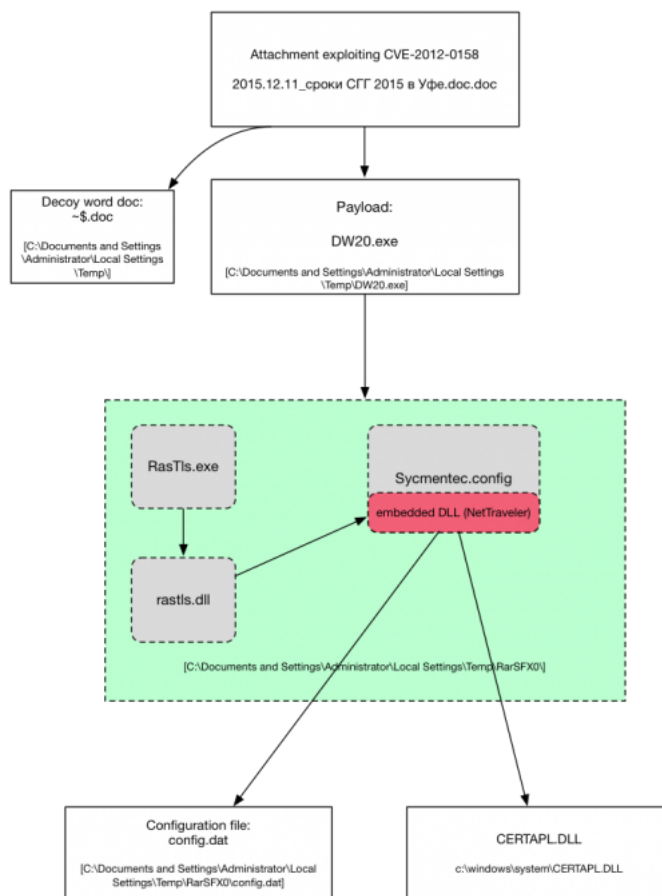 Attachment exploiting CVE-2012-0158
2015.12.11_сроки СГГ 2015 в Уфе.doc.doc
Decoy word doc:
~$.doc
[C:\Documents and Settings
\Administrator\Local Settings
\Temp\]
Payload:
DW20.exe
[C:\Documents and Settings\Administrator\Local Settings
\Temp\DW20.exe]
RasTls.exe
Sycmentec.config
embedded DLL (NetTraveler)
rastls.dll
[C:\Documents and Settings\Administrator\Local Settings\Temp\RarSFX0\]
Configuration file:
config.dat
[C:\Documents and Settings\Administrator\Local
Settings\Temp\RarSFX0\config.dat]
CERTAPL.DLL
c:\windows\system\CERTAPL.DLL